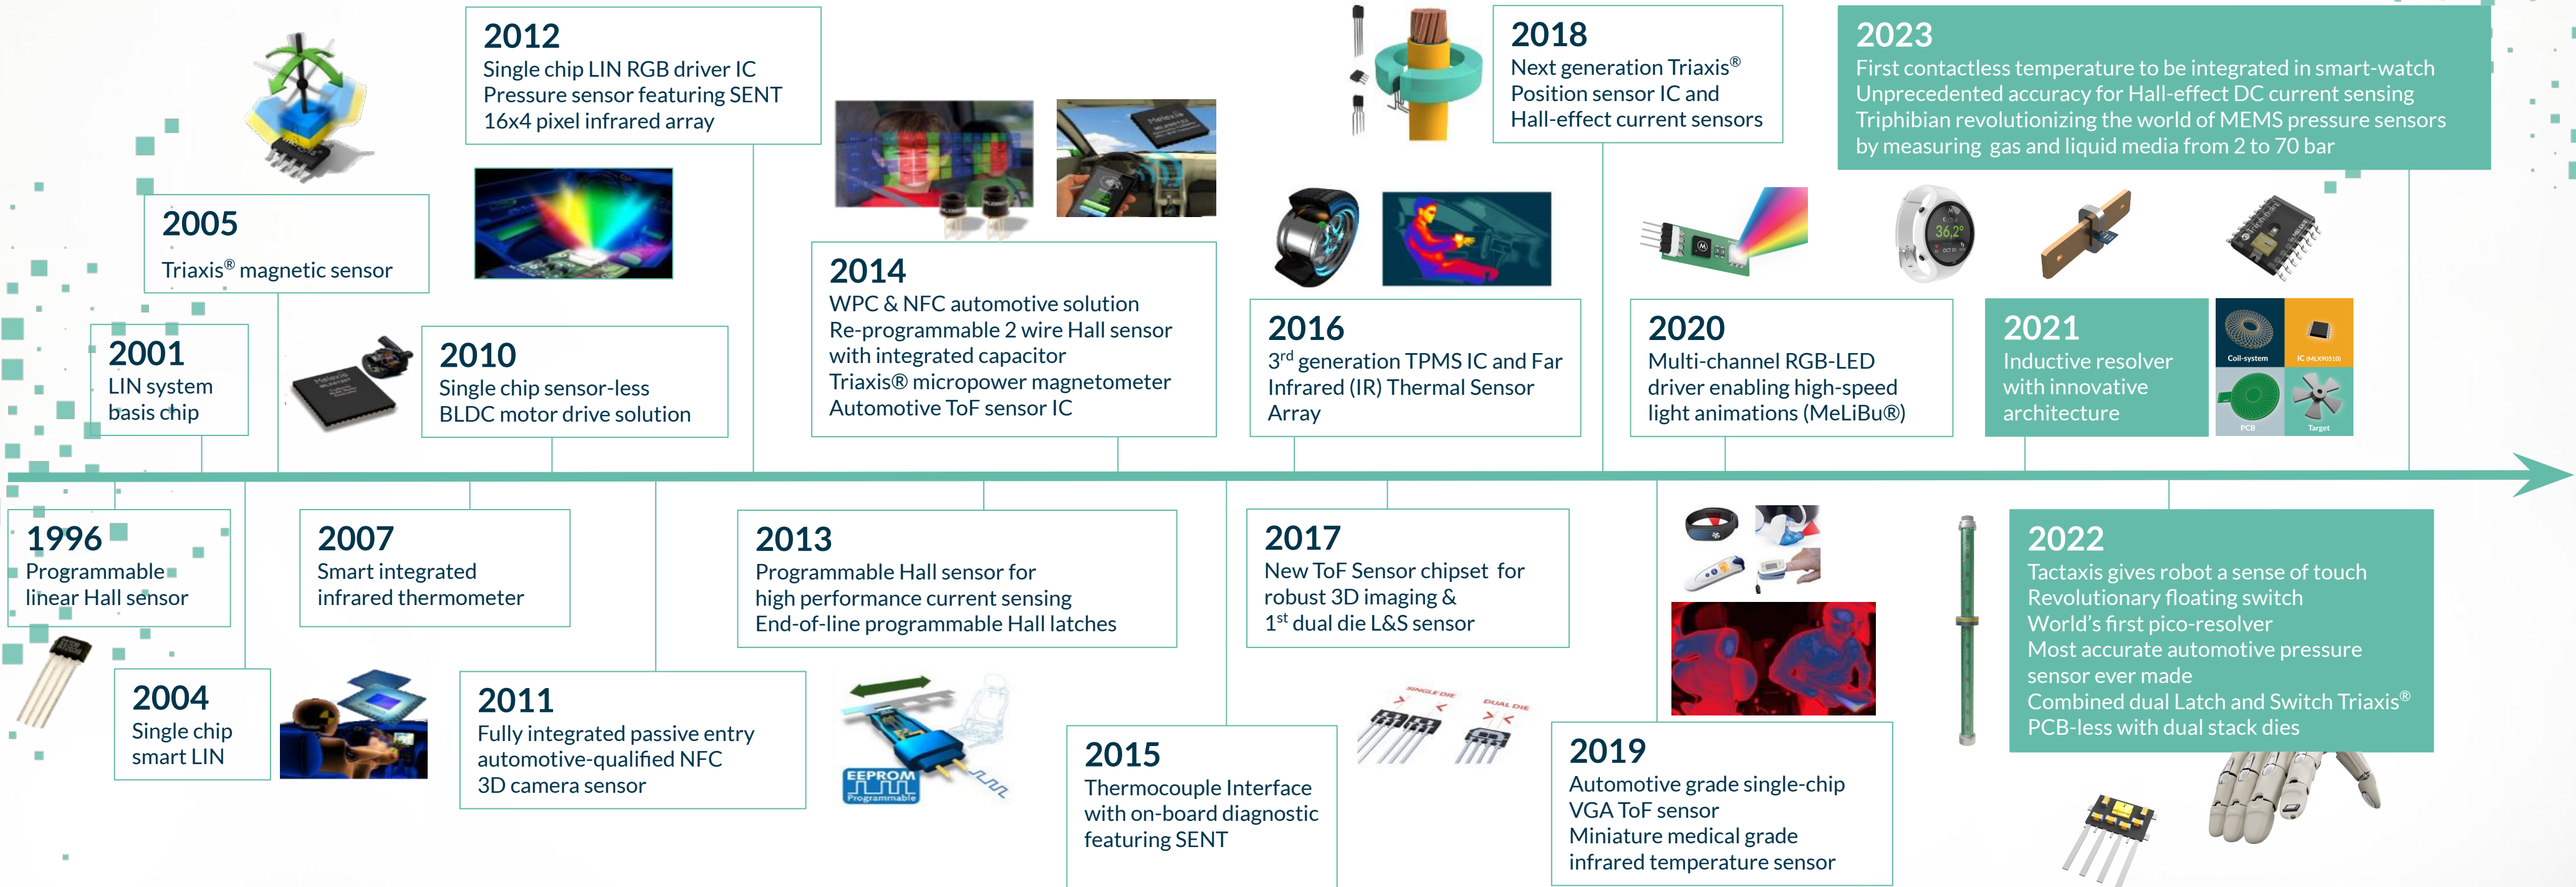 2012
Single chip LIN RGB driver IC
Pressure sensor featuring SENT
16x4 pixel infrared array
2018
Next generation Triaxis®
Position sensor IC and
Hall-effect current sensors
2023
First contactless temperature to be integrated in smart-watch
Unprecedented accuracy for Hall-effect DC current sensing
Triphibian revolutionizing the world of MEMS pressure sensors
by measuring gas and liquid media from 2 to 70 bar
2005
Triaxis® magnetic sensor
Melexis
36,2°
Triphibian
2014
WPC & NFC automotive solution
Re-programmable 2 wire Hall sensor
with integrated capacitor
Triaxis® micropower magnetometer
Automotive ToF sensor IC
2016
3rd generation TPMS IC and Far
Infrared (IR) Thermal Sensor
Array
2020
Multi-channel RGB-LED
driver enabling high-speed
light animations (MeLiBu®)
2021
Inductive resolver
with innovative
architecture
Coil-system
IC (MLX90510)
PCB
Target
2001
LIN system
basis chip
Melexis
2010
Single chip sensor-less
BLDC motor drive solution
1996
Programmable
linear Hall sensor
2007
Smart integrated
infrared thermometer
2013
Programmable Hall sensor for
high performance current sensing
End-of-line programmable Hall latches
2017
New ToF Sensor chipset for
robust 3D imaging &
1st dual die L&S sensor
2022
Tactaxis gives robot a sense of touch
Revolutionary floating switch
World's first pico-resolver
Most accurate automotive pressure
sensor ever made
Combined dual Latch and Switch Triaxis®
PCB-less with dual stack dies
2004
Single chip
smart LIN
2011
Fully integrated passive entry
automotive-qualified NFC
3D camera sensor
EEPROM
Programmable
2015
Thermocouple Interface
with on-board diagnostic
featuring SENT
SINGLE DIE
DUAL DIE
2019
Automotive grade single-chip
VGA ToF sensor
Miniature medical grade
infrared temperature sensor